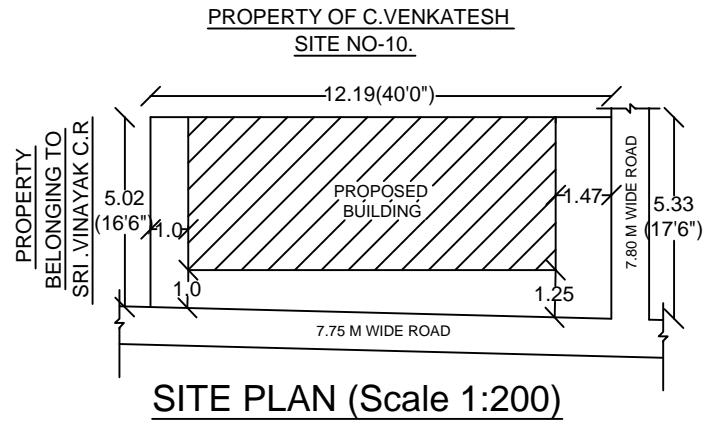 PROPERTY OF C.VENKATESH
SITE NO-10.
12.19(40'0")
PROPERTY
BELONGING TO
SRI .VINAYAK C.R
5.02
(16'6")
1.0
PROPOSED
BUILDING
1.47
7.80 M WIDE ROAD
5.33
(17'6")
1.0
1.25
7.75 M WIDE ROAD
SITE PLAN (Scale 1:200)